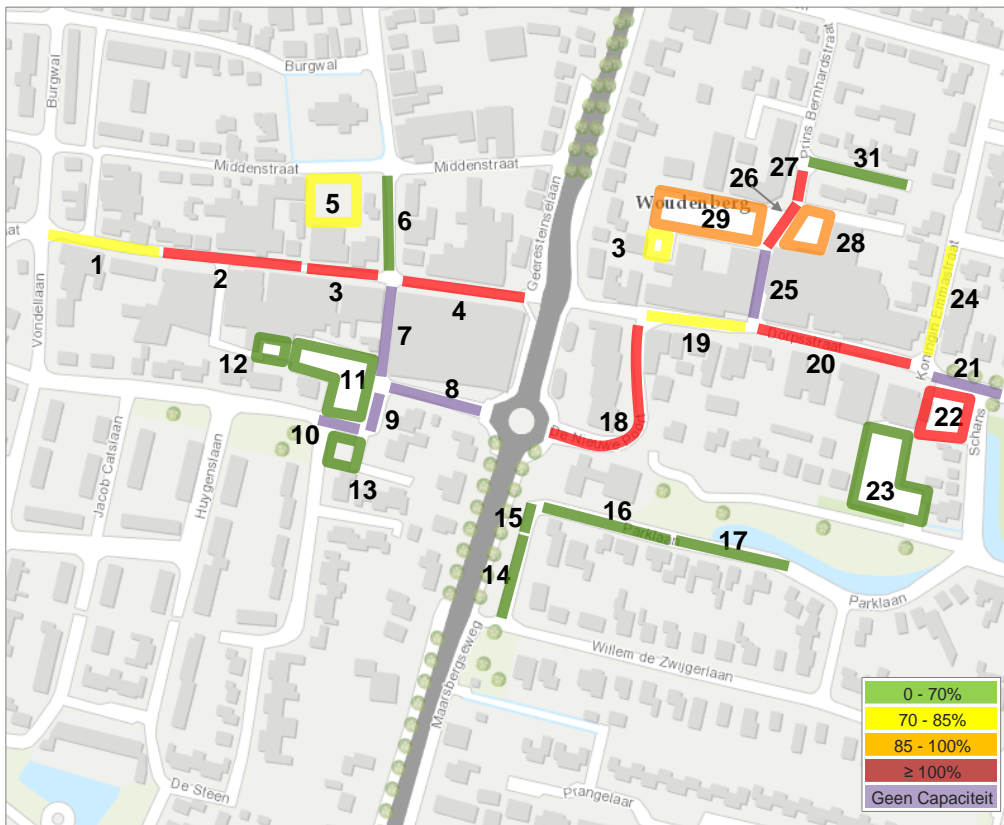 Burgwal
Burgwal
Middenstraat
Middenstraat
Prins Bernhardstraat
27
31
26
5
6
Woudenberg
29
28
3
aat
1
2
3
4
Geeresteinselaan
25
Koningin Emmastraat
24
Vondellaan
7
19
Dorpsstraat
20
21
12
11
8
18
22
9
10
De Nieuwe Poort
Schans
13
23
Jacob Catslaan
Huygenslaan
15
16
Parklaan
17
14
Parklaan
Maarsbergseweg
Willem de Zwijgerlaan
De Steen
Prangelaar
0 - 70%
70 - 85%
85 - 100%
≥ 100%
Geen Capaciteit